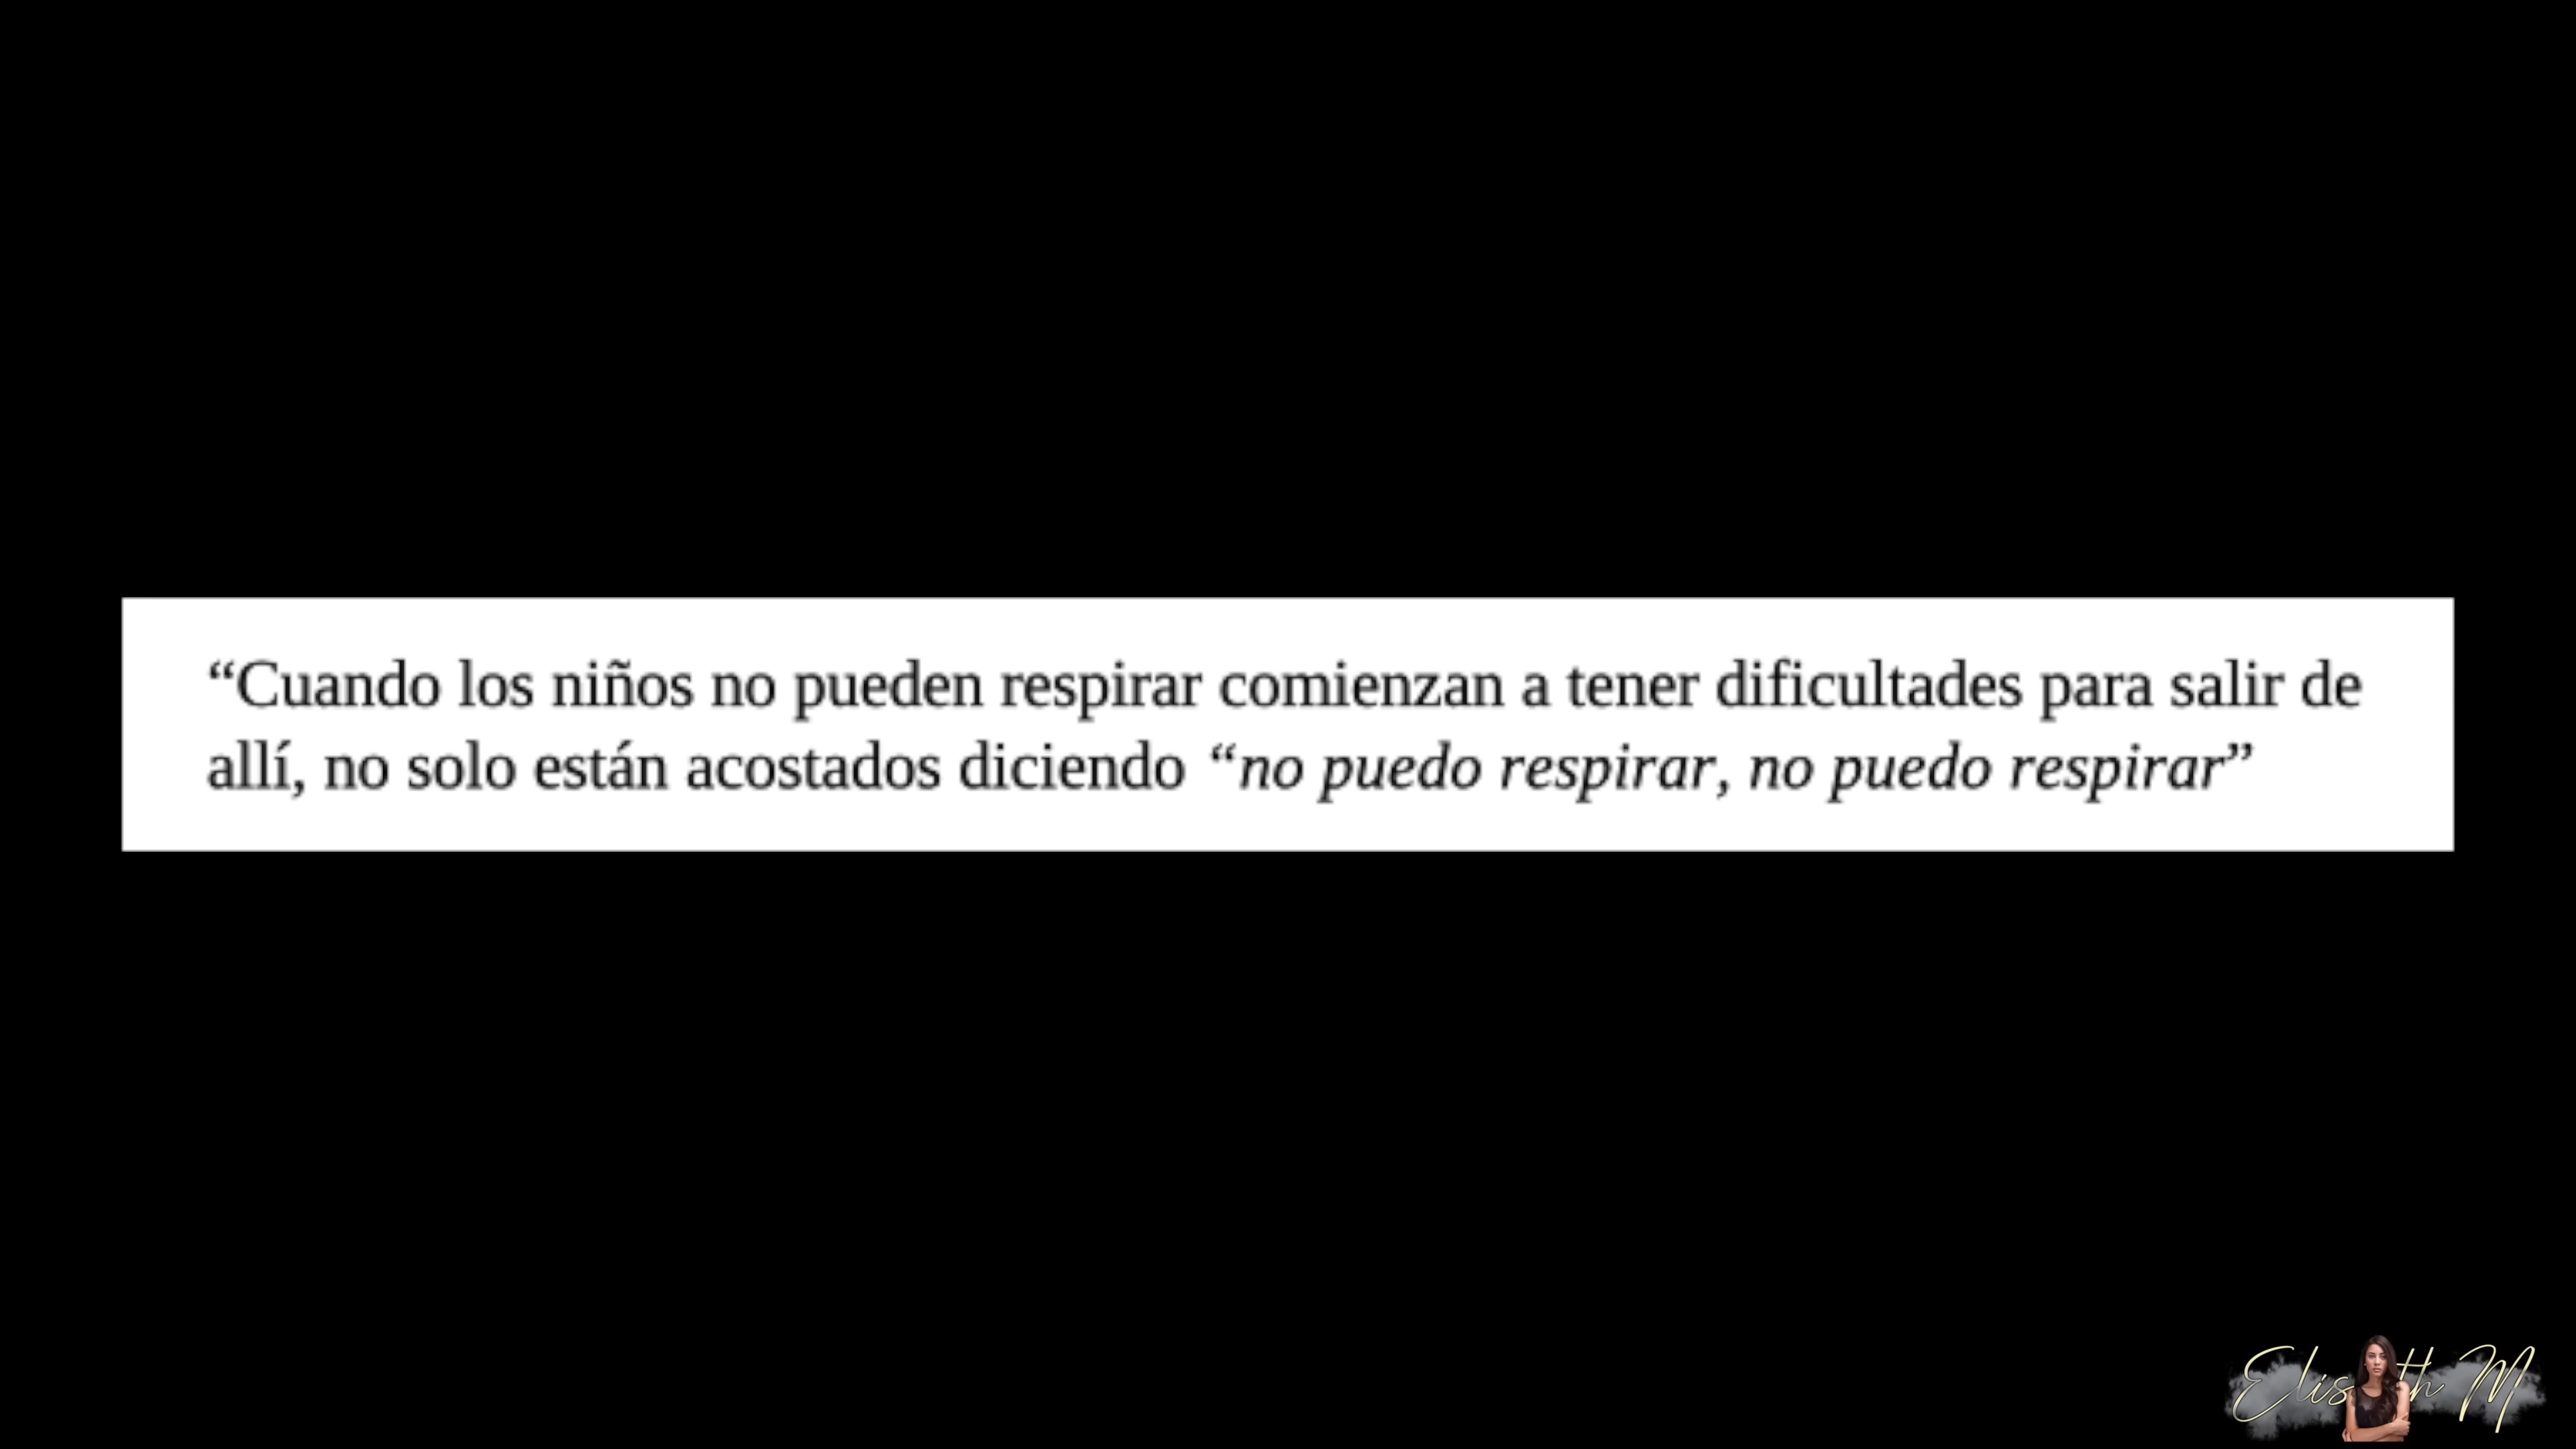 “Cuando los niños no pueden respirar comienzan a tener dificultades para salir de
allí, no solo están acostados diciendo “no puedo respirar, no puedo respirar”
M